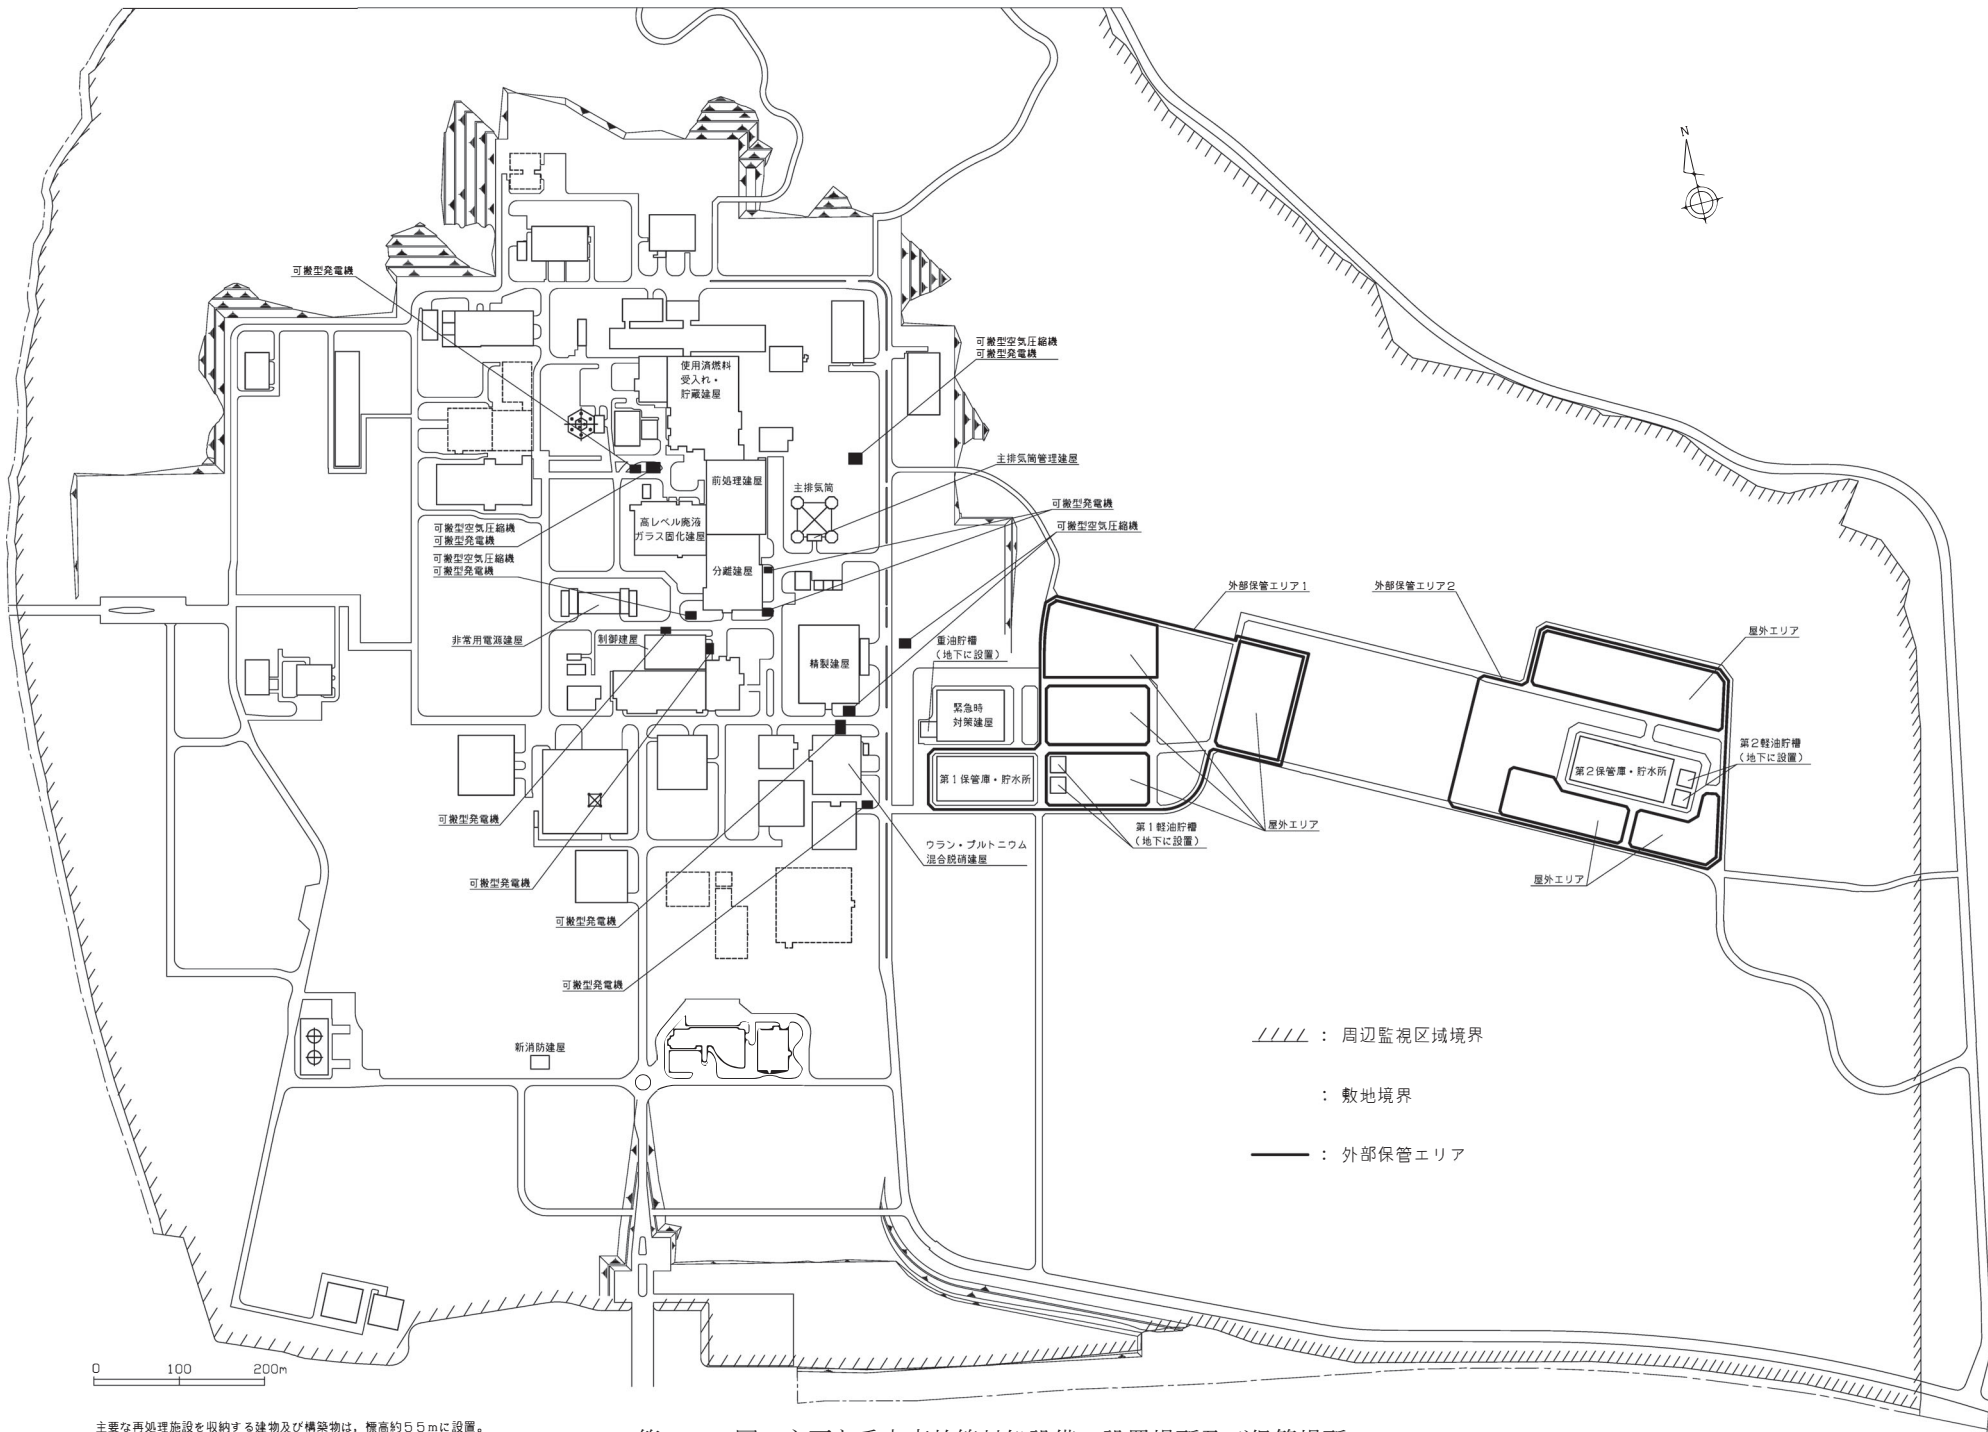 N
可搬型発電機
可搬型空気圧縮機
可搬型発電機
使用済燃料
受入れ・
貯蔵建屋
主排気筒管理建屋
前処理建屋
主排気筒
可搬型発電機
可搬型空気圧縮機
高レベル廃液
ガラス固化建屋
可搬型空気圧縮機
可搬型発電機
可搬型空気圧縮機
可搬型発電機
分離建屋
外部保管エリア1
外部保管エリア2
屋外エリア
非常用電源建屋
制御建屋
精製建屋
重油貯槽
(地下に設置)
緊急時
対策建屋
第1保管庫・貯水所
第2保管庫・貯水所
第2軽油貯槽
(地下に設置)
可搬型発電機
第1軽油貯槽
(地下に設置)
屋外エリア
ウラン・プルトニウム
混合脱硝建屋
屋外エリア
可搬型発電機
可搬型発電機
可搬型発電機
新消防建屋
: 周辺監視区域境界
: 敷地境界
: 外部保管エリア
0 100 200m
主要な再処理施設を収納する建物及び構築物は，標高約55mに設置。